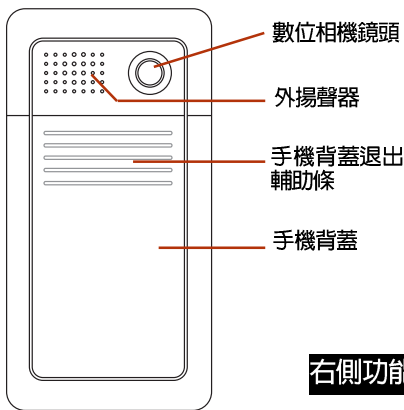 數位相機鏡頭
外揚聲器
手機背蓋退出
輔助條
手機背蓋
右側功能